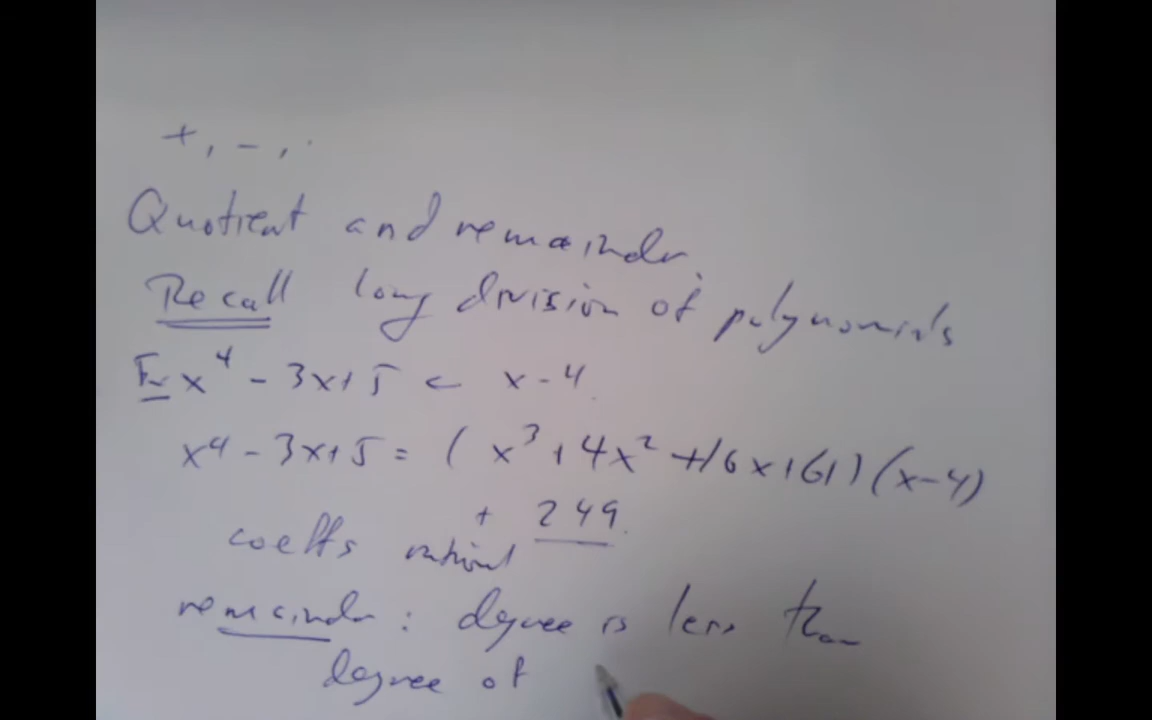 +, -, ·
Quotient and remainder.
Recall long division of polynomials
Ex x⁴ - 3x+5 ← x-4.
x⁴ - 3x+5 = (x³+4x²+16x+61)(x-4)
+ 249.
coeffs rational
remainder: degree is less than
degree of